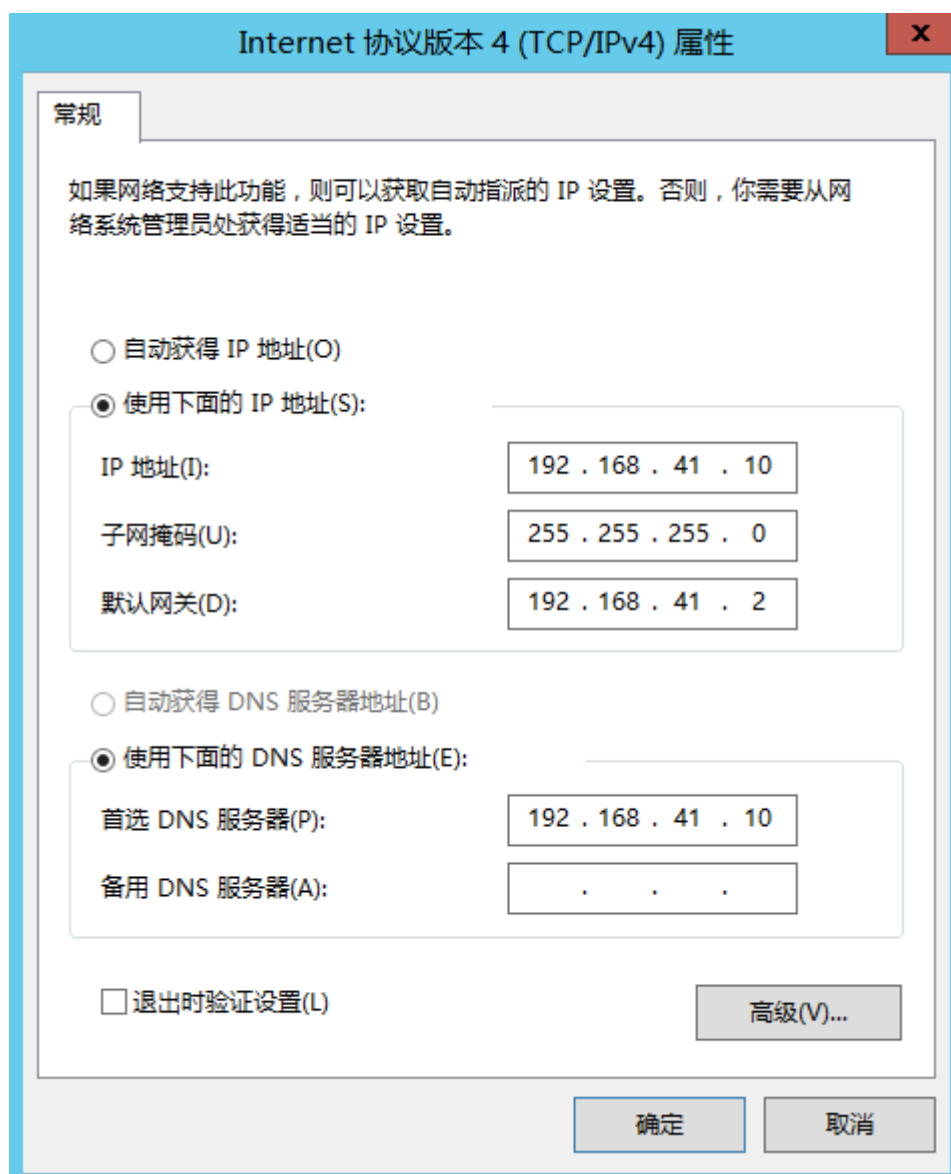 Internet 协议版本 4 (TCP/IPv4) 属性
x
常规
如果网络支持此功能，则可以获取自动指派的 IP 设置。否则，你需要从网
络系统管理员处获得适当的 IP 设置。
自动获得 IP 地址(O)
使用下面的 IP 地址(S):
IP 地址(I): 192 . 168 . 41 . 10
子网掩码(U): 255 . 255 . 255 . 0
默认网关(D): 192 . 168 . 41 . 2
自动获得 DNS 服务器地址(B)
使用下面的 DNS 服务器地址(E):
首选 DNS 服务器(P): 192 . 168 . 41 . 10
备用 DNS 服务器(A): . . .
退出时验证设置(L)
高级(V)...
确定 取消